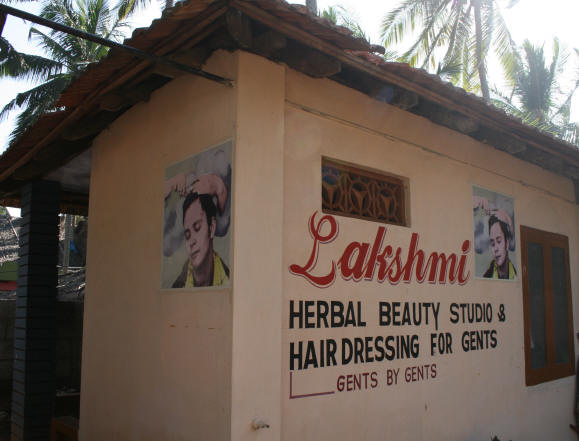 Lakshmi
HERBAL BEAUTY STUDIO &
HAIR DRESSING FOR GENTS
GENTS BY GENTS